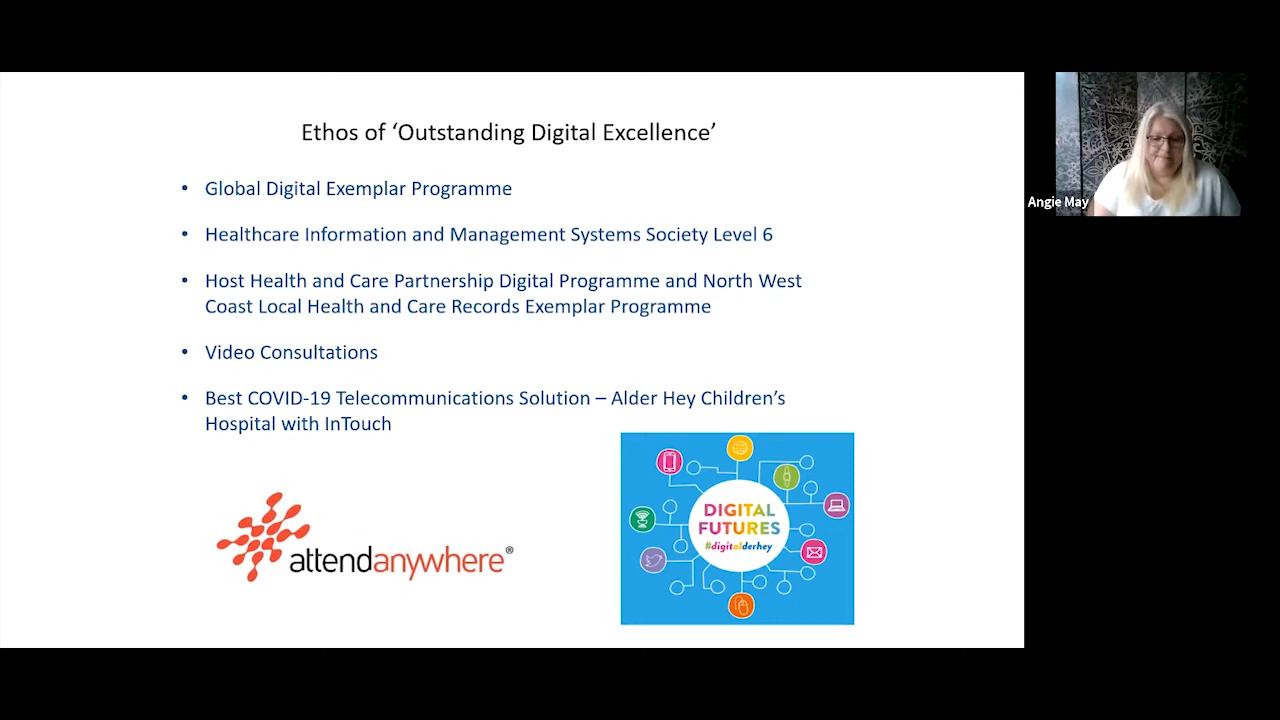 Ethos of ‘Outstanding Digital Excellence’
• Global Digital Exemplar Programme
• Healthcare Information and Management Systems Society Level 6
• Host Health and Care Partnership Digital Programme and North West
Coast Local Health and Care Records Exemplar Programme
• Video Consultations
• Best COVID-19 Telecommunications Solution – Alder Hey Children’s
Hospital with InTouch
attendanywhere®
DIGITAL
FUTURES
#digitalderhey
Angie May